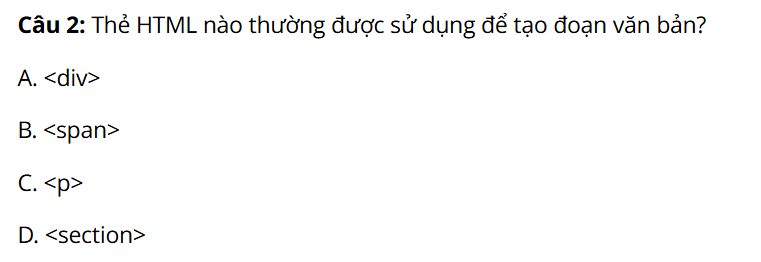 Câu 2: Thẻ HTML nào thường được sử dụng để tạo đoạn văn bản?
A. <div>
B. <span>
C. <p>
D. <section>